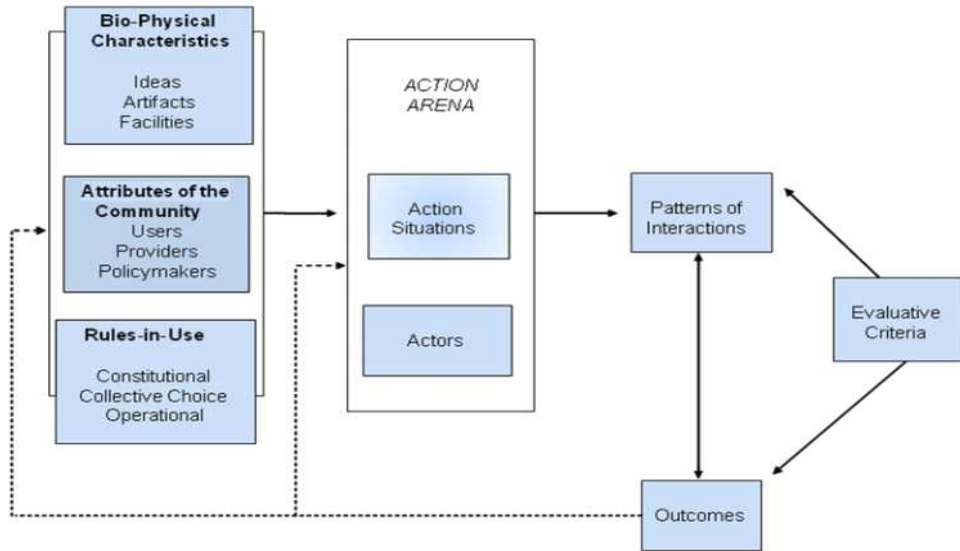 Bio-Physical
Characteristics
Ideas
Artifacts
Facilities
Attributes of the
Community
Users
Providers
Policymakers
Rules-in-Use
Constitutional
Collective Choice
Operational
ACTION
ARENA
Action
Situations
Actors
Patterns of
Interactions
Evaluative
Criteria
Outcomes